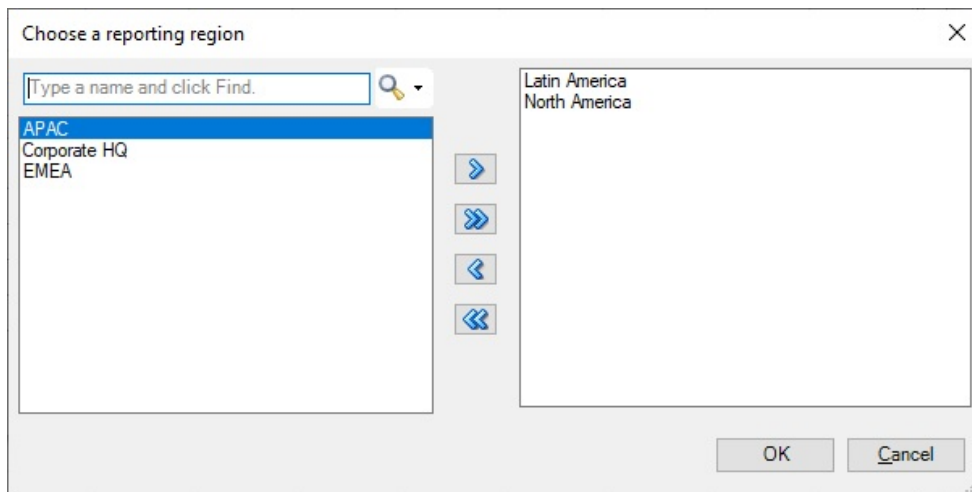 Choose a reporting region
Type a name and click Find.
APAC
Corporate HQ
EMEA
Latin America
North America
OK
Cancel